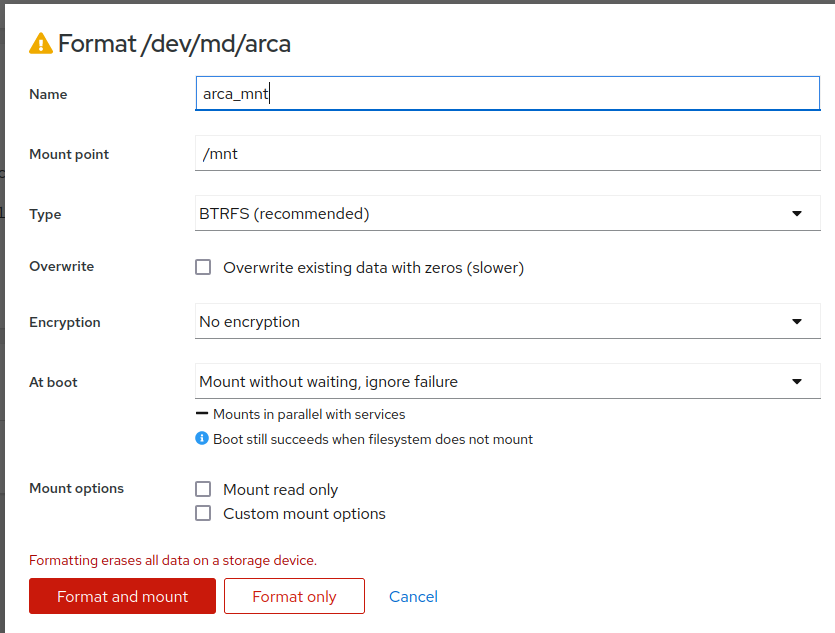 Format /dev/md/arca
Name
arca_mnt
Mount point
/mnt
Type
BTRFS (recommended)
Overwrite
Overwrite existing data with zeros (slower)
Encryption
No encryption
At boot
Mount without waiting, ignore failure
Mounts in parallel with services
Boot still succeeds when filesystem does not mount
Mount options
Mount read only
Custom mount options
Formatting erases all data on a storage device.
Format and mount
Format only
Cancel